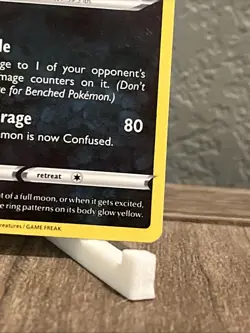 le
ge to 1 of your opponent's
mage counters on it. (Don't
e for Benched Pokémon.)
rage 80
mon is now Confused.
retreat
t of a full moon, or when it gets excited,
e ring patterns on its body glow yellow.
reatures / GAME FREAK